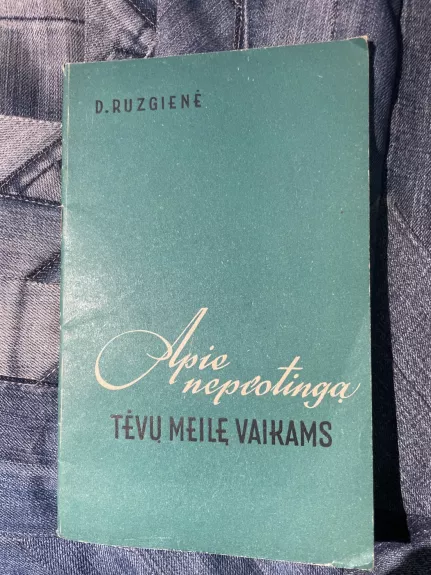 D. RUZGIENĖ
Apie
neprotingą
TĖVŲ MEILĘ VAIKAMS